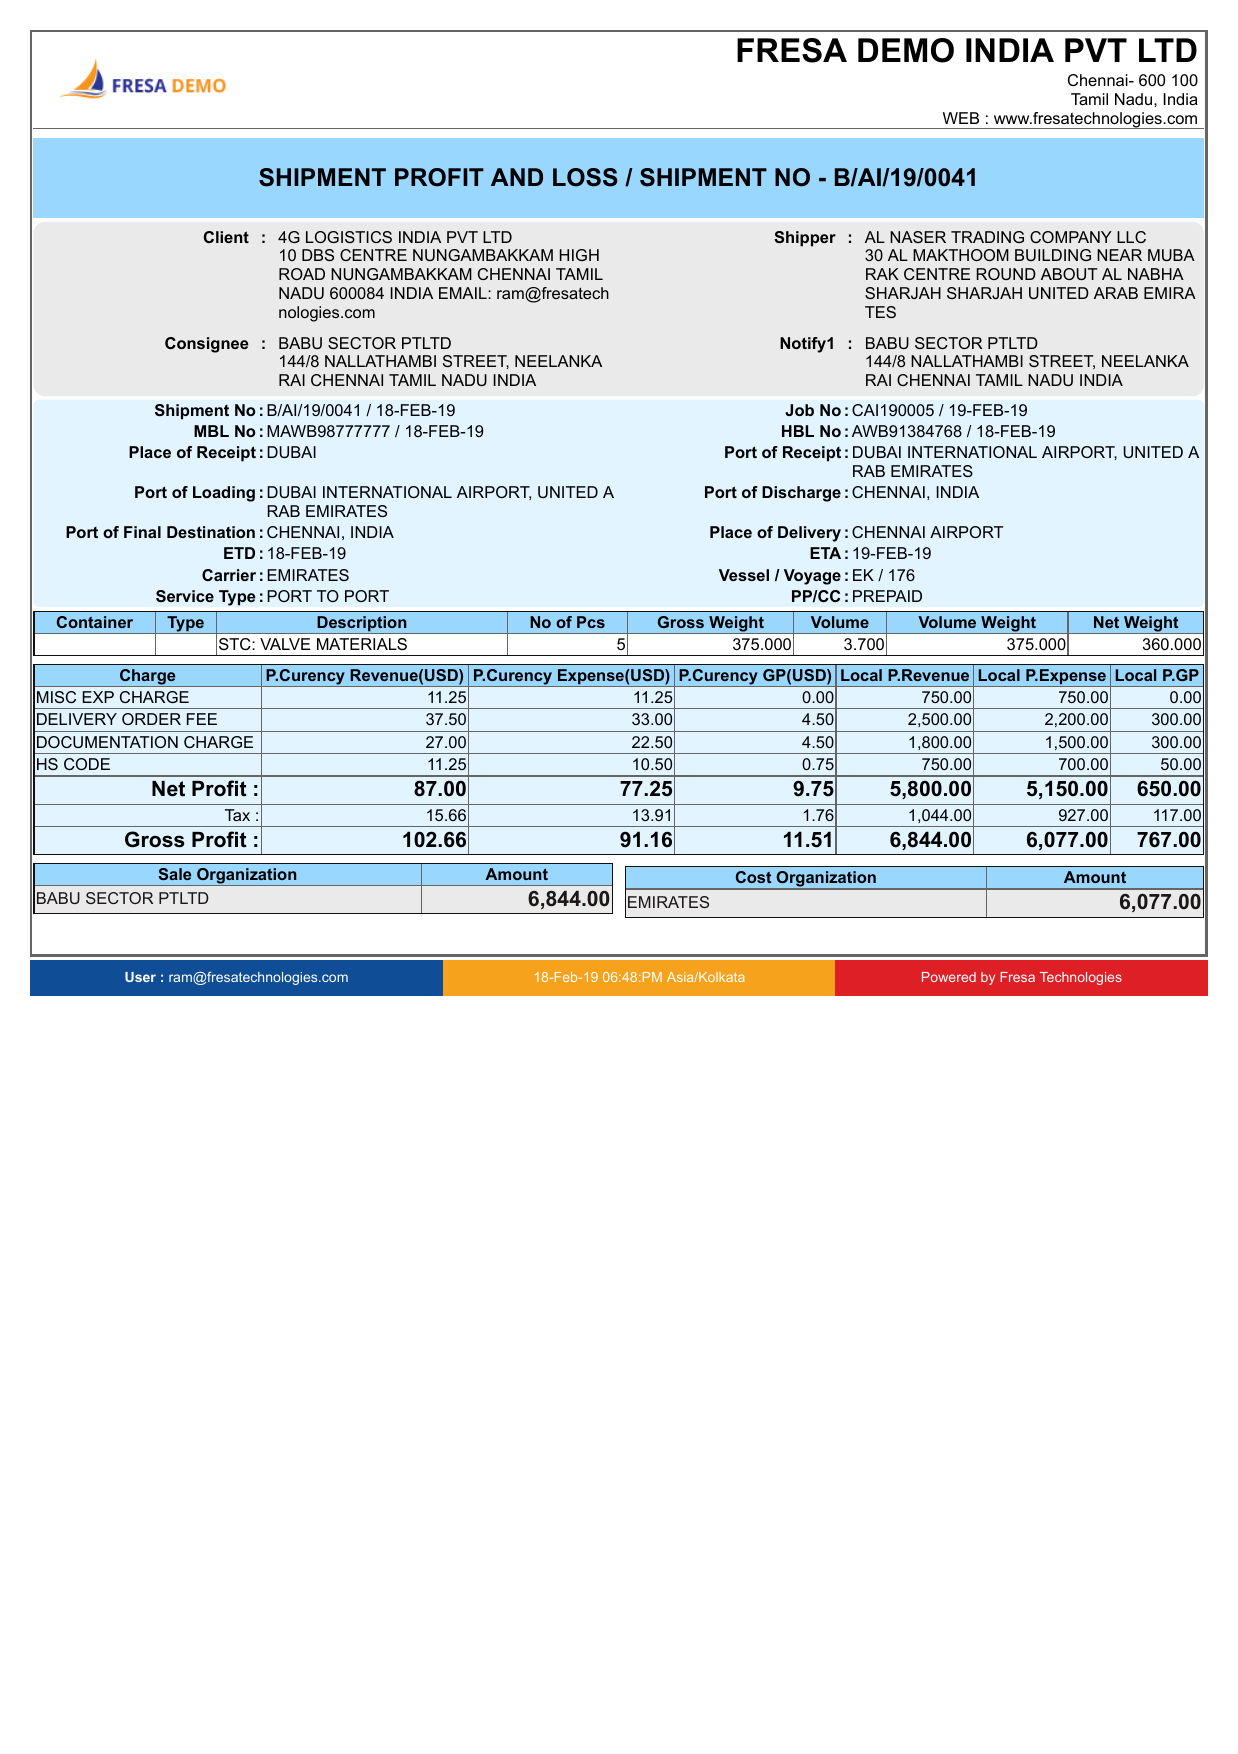 FRESA DEMO
FRESA DEMO INDIA PVT LTD
Chennai- 600 100
Tamil Nadu, India
WEB : www.fresatechnologies.com
SHIPMENT PROFIT AND LOSS / SHIPMENT NO - B/AI/19/0041
Client : 4G LOGISTICS INDIA PVT LTD
10 DBS CENTRE NUNGAMBAKKAM HIGH
ROAD NUNGAMBAKKAM CHENNAI TAMIL
NADU 600084 INDIA EMAIL: ram@fresatech
nologies.com
Shipper : AL NASER TRADING COMPANY LLC
30 AL MAKTHOOM BUILDING NEAR MUBA
RAK CENTRE ROUND ABOUT AL NABHA
SHARJAH SHARJAH UNITED ARAB EMIRA
TES
Consignee : BABU SECTOR PTLTD
144/8 NALLATHAMBI STREET, NEELANKA
RAI CHENNAI TAMIL NADU INDIA
Notify1 : BABU SECTOR PTLTD
144/8 NALLATHAMBI STREET, NEELANKA
RAI CHENNAI TAMIL NADU INDIA
Shipment No : B/AI/19/0041 / 18-FEB-19
Job No : CAI190005 / 19-FEB-19
MBL No : MAWB98777777 / 18-FEB-19
HBL No : AWB91384768 / 18-FEB-19
Place of Receipt : DUBAI
Port of Receipt : DUBAI INTERNATIONAL AIRPORT, UNITED A
RAB EMIRATES
Port of Loading : DUBAI INTERNATIONAL AIRPORT, UNITED A
RAB EMIRATES
Port of Discharge : CHENNAI, INDIA
Port of Final Destination : CHENNAI, INDIA
Place of Delivery : CHENNAI AIRPORT
ETD : 18-FEB-19
ETA : 19-FEB-19
Carrier : EMIRATES
Vessel / Voyage : EK / 176
Service Type : PORT TO PORT
PP/CC : PREPAID
Container Type Description No of Pcs Gross Weight Volume Volume Weight Net Weight
STC: VALVE MATERIALS 5 375.000 3.700 375.000 360.000
Charge P.Curency Revenue(USD) P.Curency Expense(USD) P.Curency GP(USD) Local P.Revenue Local P.Expense Local P.GP
MISC EXP CHARGE 11.25 11.25 0.00 750.00 750.00 0.00
DELIVERY ORDER FEE 37.50 33.00 4.50 2,500.00 2,200.00 300.00
DOCUMENTATION CHARGE 27.00 22.50 4.50 1,800.00 1,500.00 300.00
HS CODE 11.25 10.50 0.75 750.00 700.00 50.00
Net Profit : 87.00 77.25 9.75 5,800.00 5,150.00 650.00
Tax : 15.66 13.91 1.76 1,044.00 927.00 117.00
Gross Profit : 102.66 91.16 11.51 6,844.00 6,077.00 767.00
Sale Organization Amount
BABU SECTOR PTLTD 6,844.00
Cost Organization Amount
EMIRATES 6,077.00
User : ram@fresatechnologies.com
18-Feb-19 06:48:PM Asia/Kolkata
Powered by Fresa Technologies